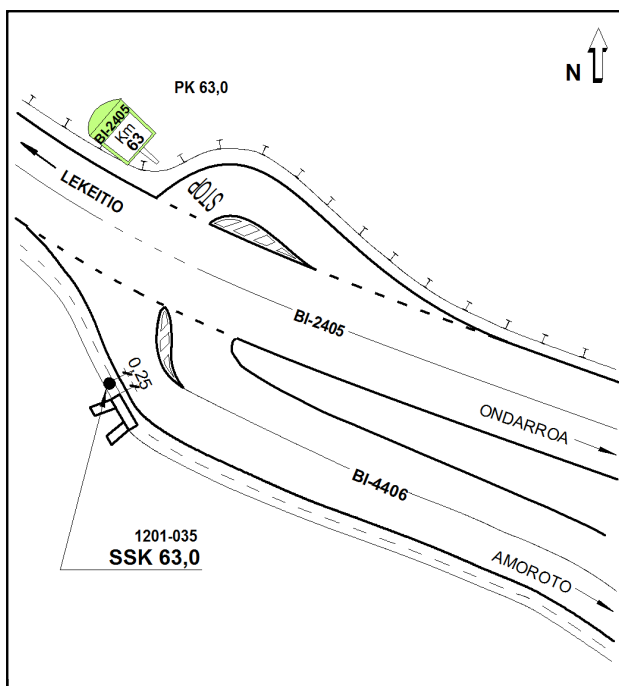 PK 63,0
N
BI-2405
Km
63
LEKEITIO
STOP
BI-2405
0,25
ONDARROA
BI-4406
1201-035
SSK 63,0
AMOROTO